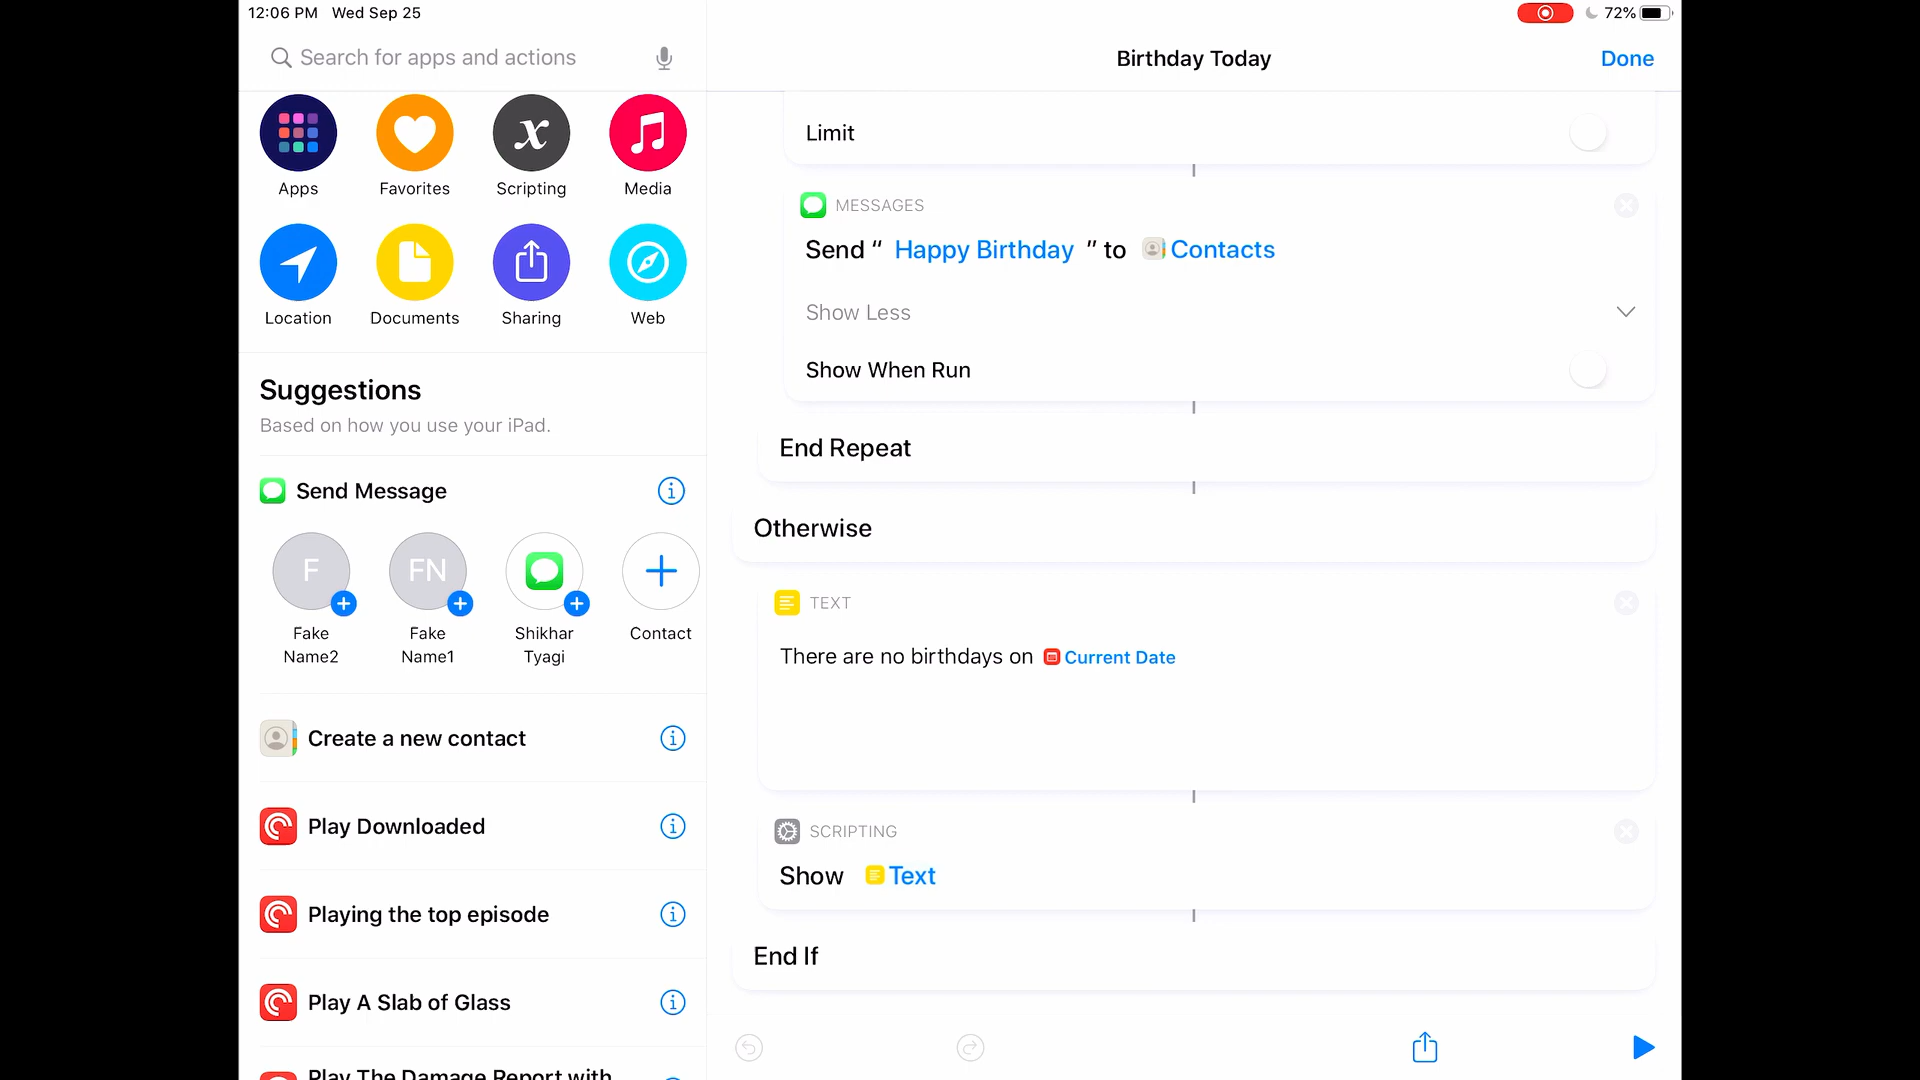 12:06 PM Wed Sep 25
72%
Search for apps and actions
Birthday Today
Done
Apps
Favorites
Scripting
Media
Location
Documents
Sharing
Web
Suggestions
Based on how you use your iPad.
Send Message
F
FN
Fake Name2
Fake Name1
Shikhar Tyagi
Contact
Create a new contact
Play Downloaded
Playing the top episode
Play A Slab of Glass
Play The Damage Report with
Limit
MESSAGES
Send “ Happy Birthday ” to Contacts
Show Less
Show When Run
End Repeat
Otherwise
TEXT
There are no birthdays on Current Date
SCRIPTING
Show Text
End If